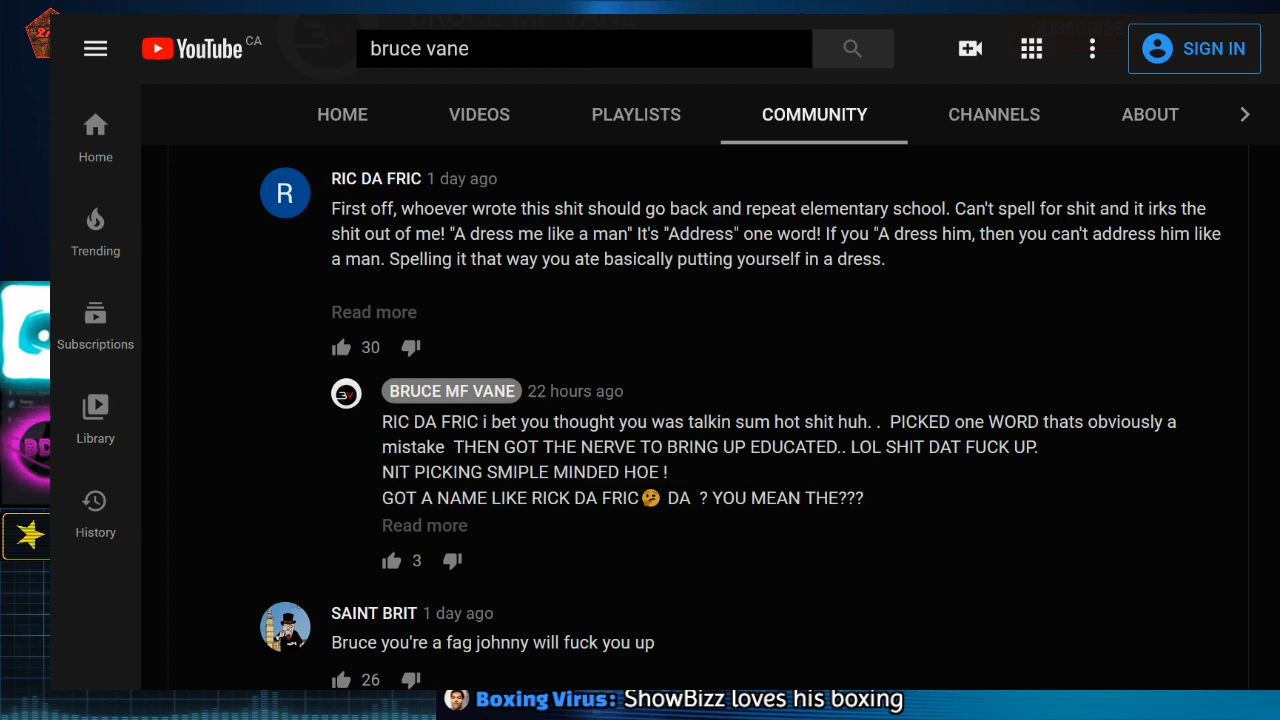 YouTube CA
bruce vane
SIGN IN
HOME VIDEOS PLAYLISTS COMMUNITY CHANNELS ABOUT
Home
Trending
Subscriptions
Library
History
R
RIC DA FRIC 1 day ago
First off, whoever wrote this shit should go back and repeat elementary school. Can't spell for shit and it irks the
shit out of me! "A dress me like a man" It's "Address" one word! If you "A dress him, then you can't address him like
a man. Spelling it that way you ate basically putting yourself in a dress.
Read more
30
BRUCE MF VANE 22 hours ago
RIC DA FRIC i bet you thought you was talkin sum hot shit huh. . PICKED one WORD thats obviously a
mistake THEN GOT THE NERVE TO BRING UP EDUCATED.. LOL SHIT DAT FUCK UP.
NIT PICKING SMIPLE MINDED HOE !
GOT A NAME LIKE RICK DA FRIC🤔 DA ? YOU MEAN THE???
Read more
3
SAINT BRIT 1 day ago
Bruce you're a fag johnny will fuck you up
26
Boxing Virus: ShowBizz loves his boxing